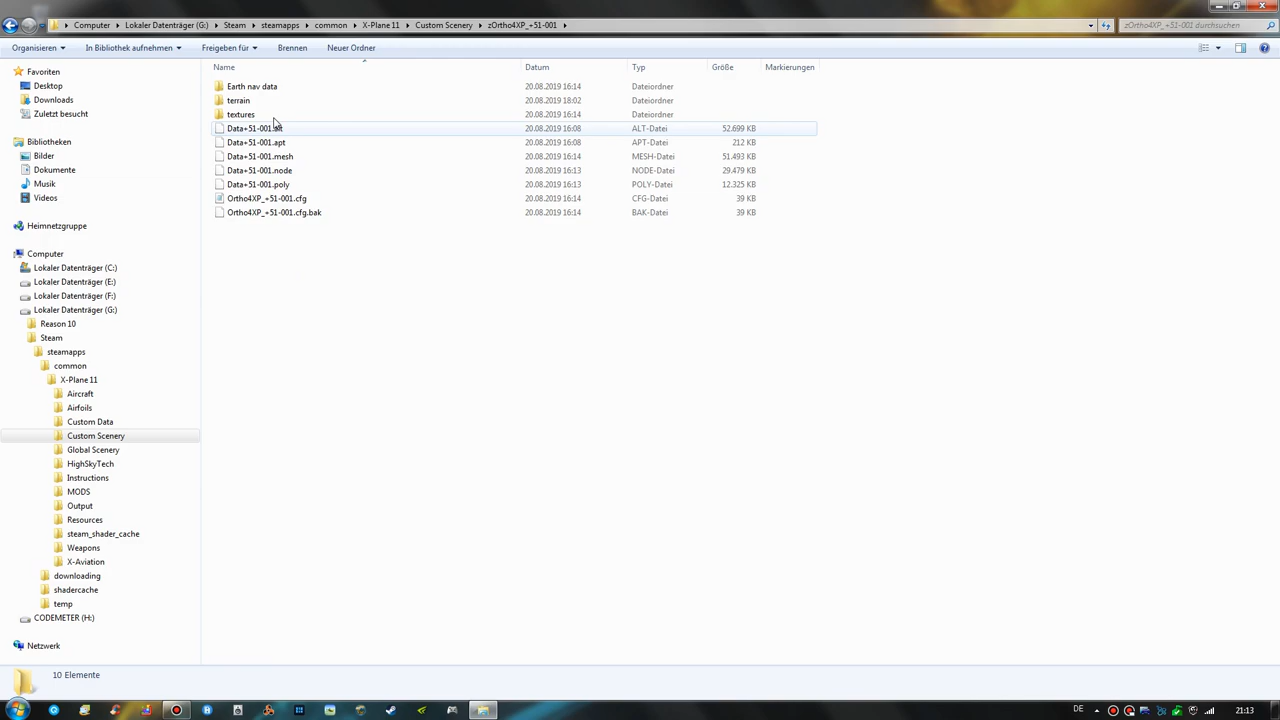 Computer ▸ Lokaler Datenträger (G:) ▸ Steam ▸ steamapps ▸ common ▸ X-Plane 11 ▸ Custom Scenery ▸ zOrtho4XP_+51-001 ▸
zOrtho4XP_+51-001 durchsuchen
Organisieren In Bibliothek aufnehmen Freigeben für Brennen Neuer Ordner
Favoriten
Desktop
Downloads
Zuletzt besucht
Bibliotheken
Bilder
Dokumente
Musik
Videos
Heimnetzgruppe
Computer
Lokaler Datenträger (C:)
Lokaler Datenträger (E:)
Lokaler Datenträger (F:)
Lokaler Datenträger (G:)
Reason 10
Steam
steamapps
common
X-Plane 11
Aircraft
Airfoils
Custom Data
Custom Scenery
Global Scenery
HighSkyTech
Instructions
MODS
Output
Resources
steam_shader_cache
Weapons
X-Aviation
downloading
shadercache
temp
CODEMETER (H:)
Netzwerk
Name Datum Typ Größe Markierungen
Earth nav data 20.08.2019 16:14 Dateiordner
terrain 20.08.2019 18:02 Dateiordner
textures 20.08.2019 16:14 Dateiordner
Data+51-001.alt 20.08.2019 16:08 ALT-Datei 52.699 KB
Data+51-001.apt 20.08.2019 16:08 APT-Datei 212 KB
Data+51-001.mesh 20.08.2019 16:14 MESH-Datei 51.493 KB
Data+51-001.node 20.08.2019 16:13 NODE-Datei 29.479 KB
Data+51-001.poly 20.08.2019 16:13 POLY-Datei 12.325 KB
Ortho4XP_+51-001.cfg 20.08.2019 16:14 CFG-Datei 39 KB
Ortho4XP_+51-001.cfg.bak 20.08.2019 16:14 BAK-Datei 39 KB
10 Elemente
DE 21:13